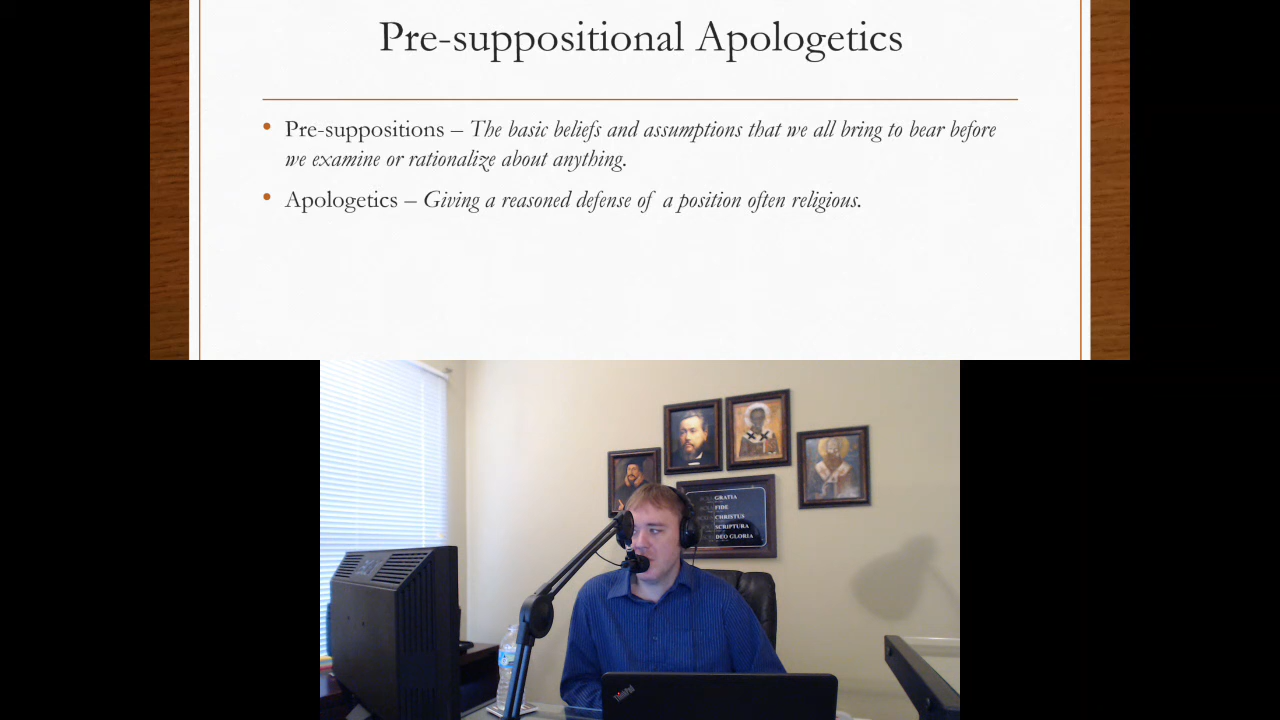 Pre-suppositional Apologetics
• Pre-suppositions – The basic beliefs and assumptions that we all bring to bear before
we examine or rationalize about anything.
• Apologetics – Giving a reasoned defense of a position often religious.
GRATIA
FIDE
CHRISTUS
SCRIPTURA
DEO GLORIA
ThinkPad